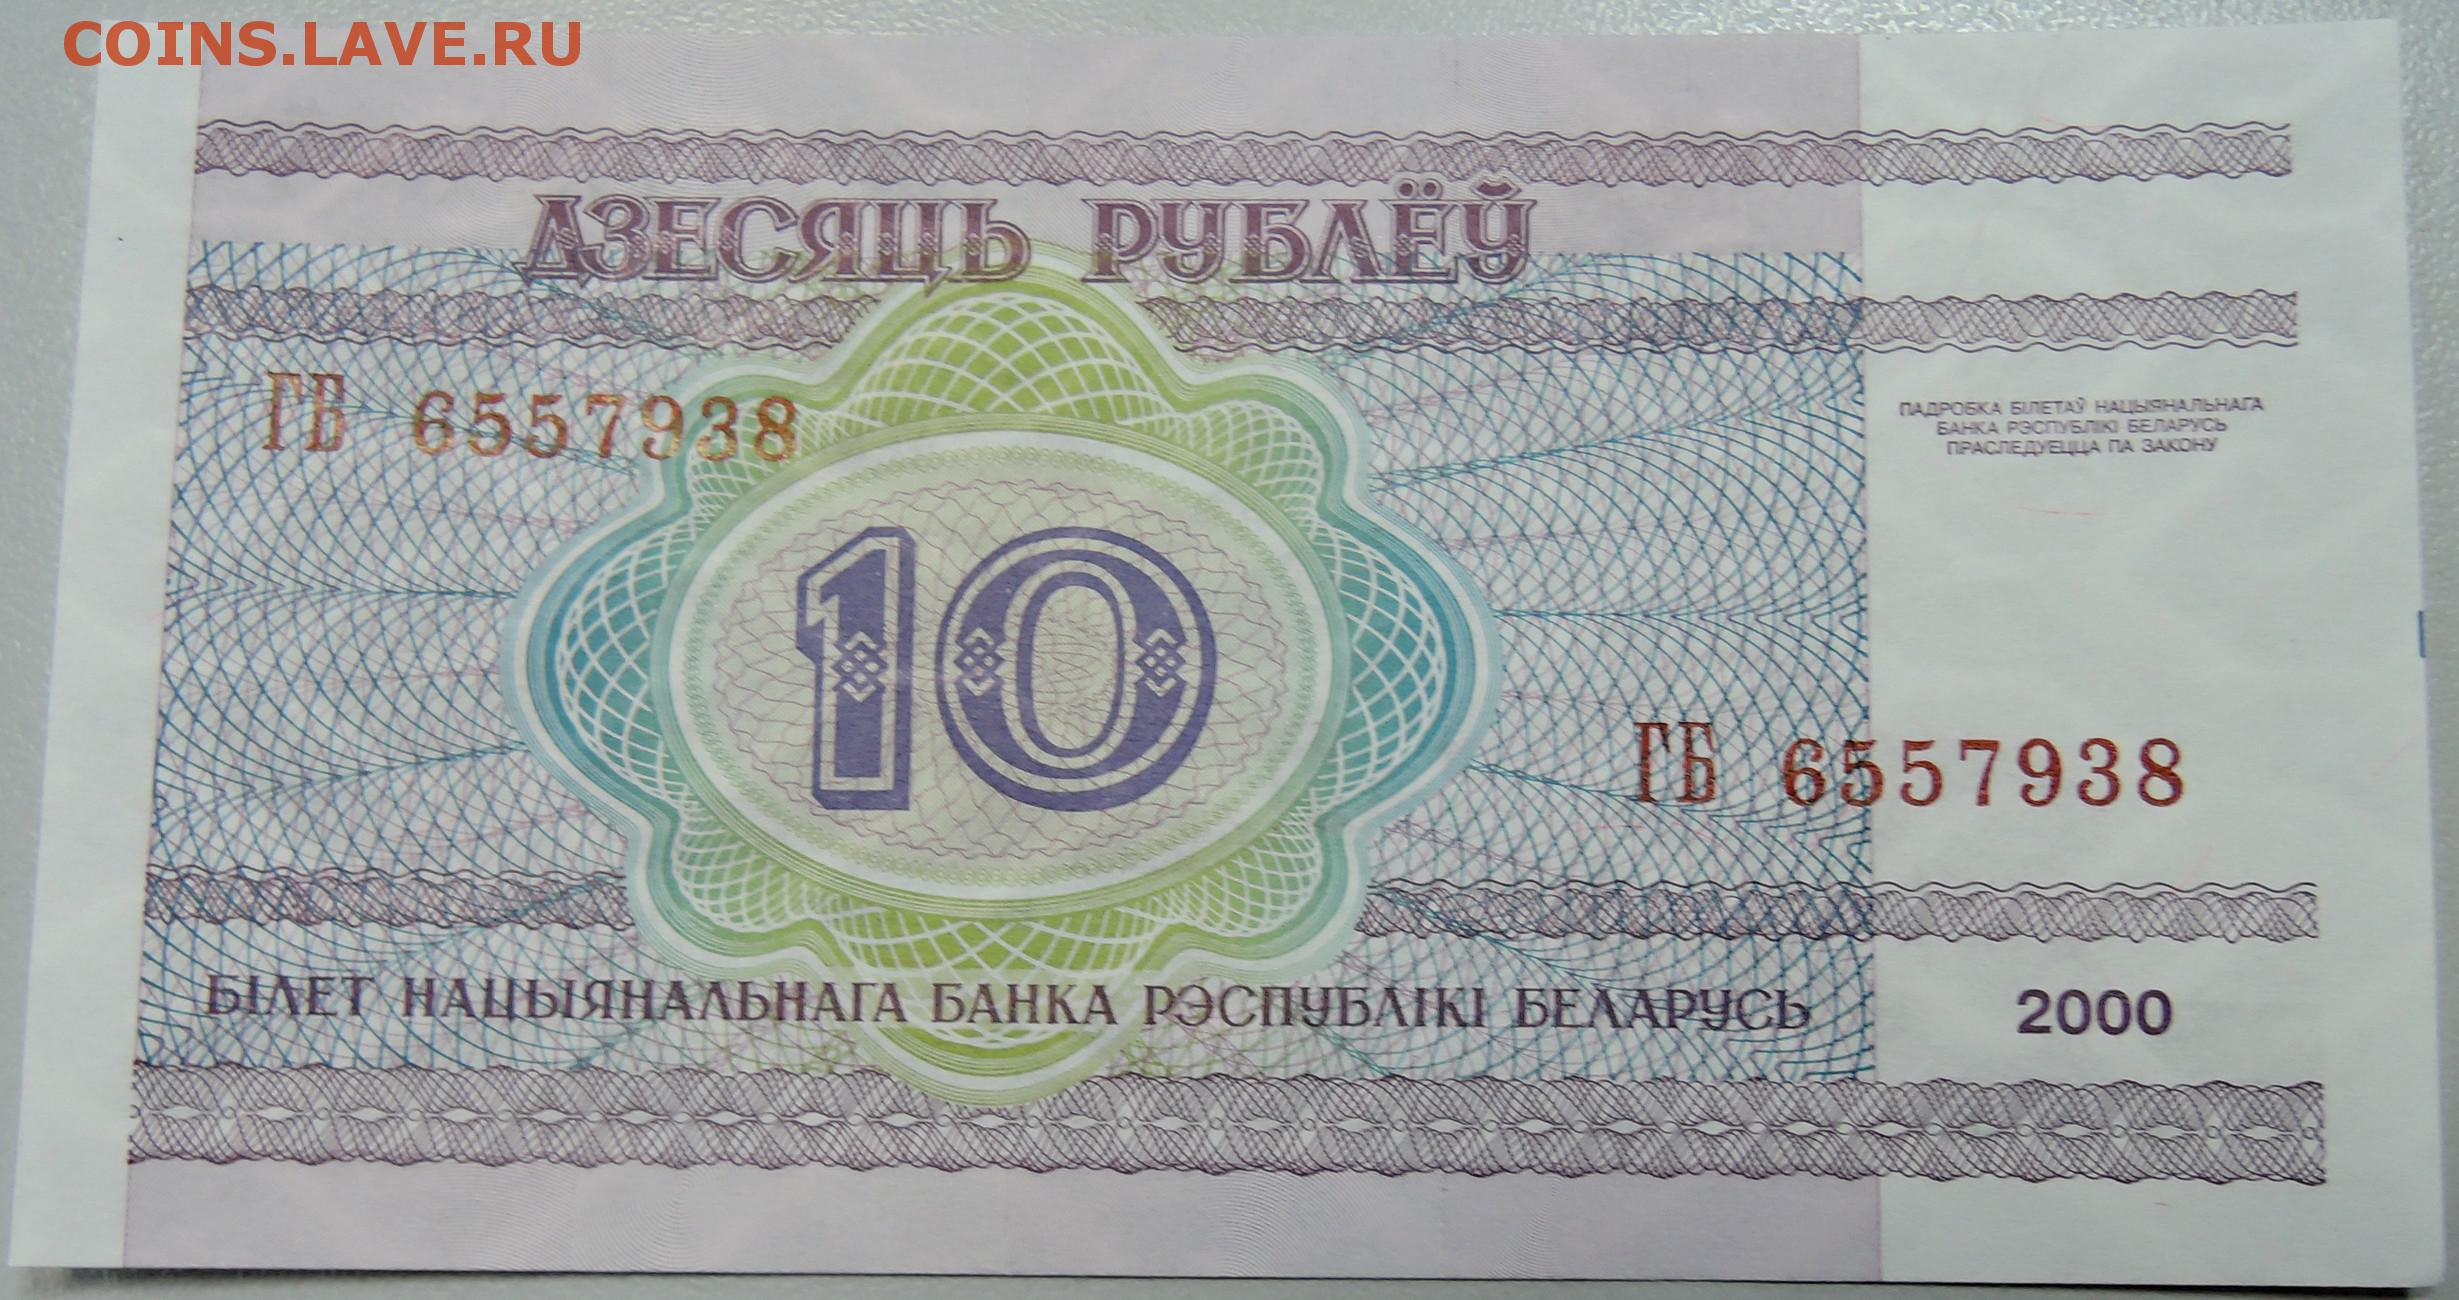 COINS.LAVE.RU
ДЗЕСЯЦЬ РУБЛЁЎ
ГБ 6557938
ПАДРОБКА БІЛЕТАЎ НАЦЫЯНАЛЬНАГА
БАНКА РЭСПУБЛІКІ БЕЛАРУСЬ
ПРАСЛЕДУЕЦЦА ПА ЗАКОНУ
10
ГБ 6557938
БІЛЕТ НАЦЫЯНАЛЬНАГА БАНКА РЭСПУБЛІКІ БЕЛАРУСЬ
2000